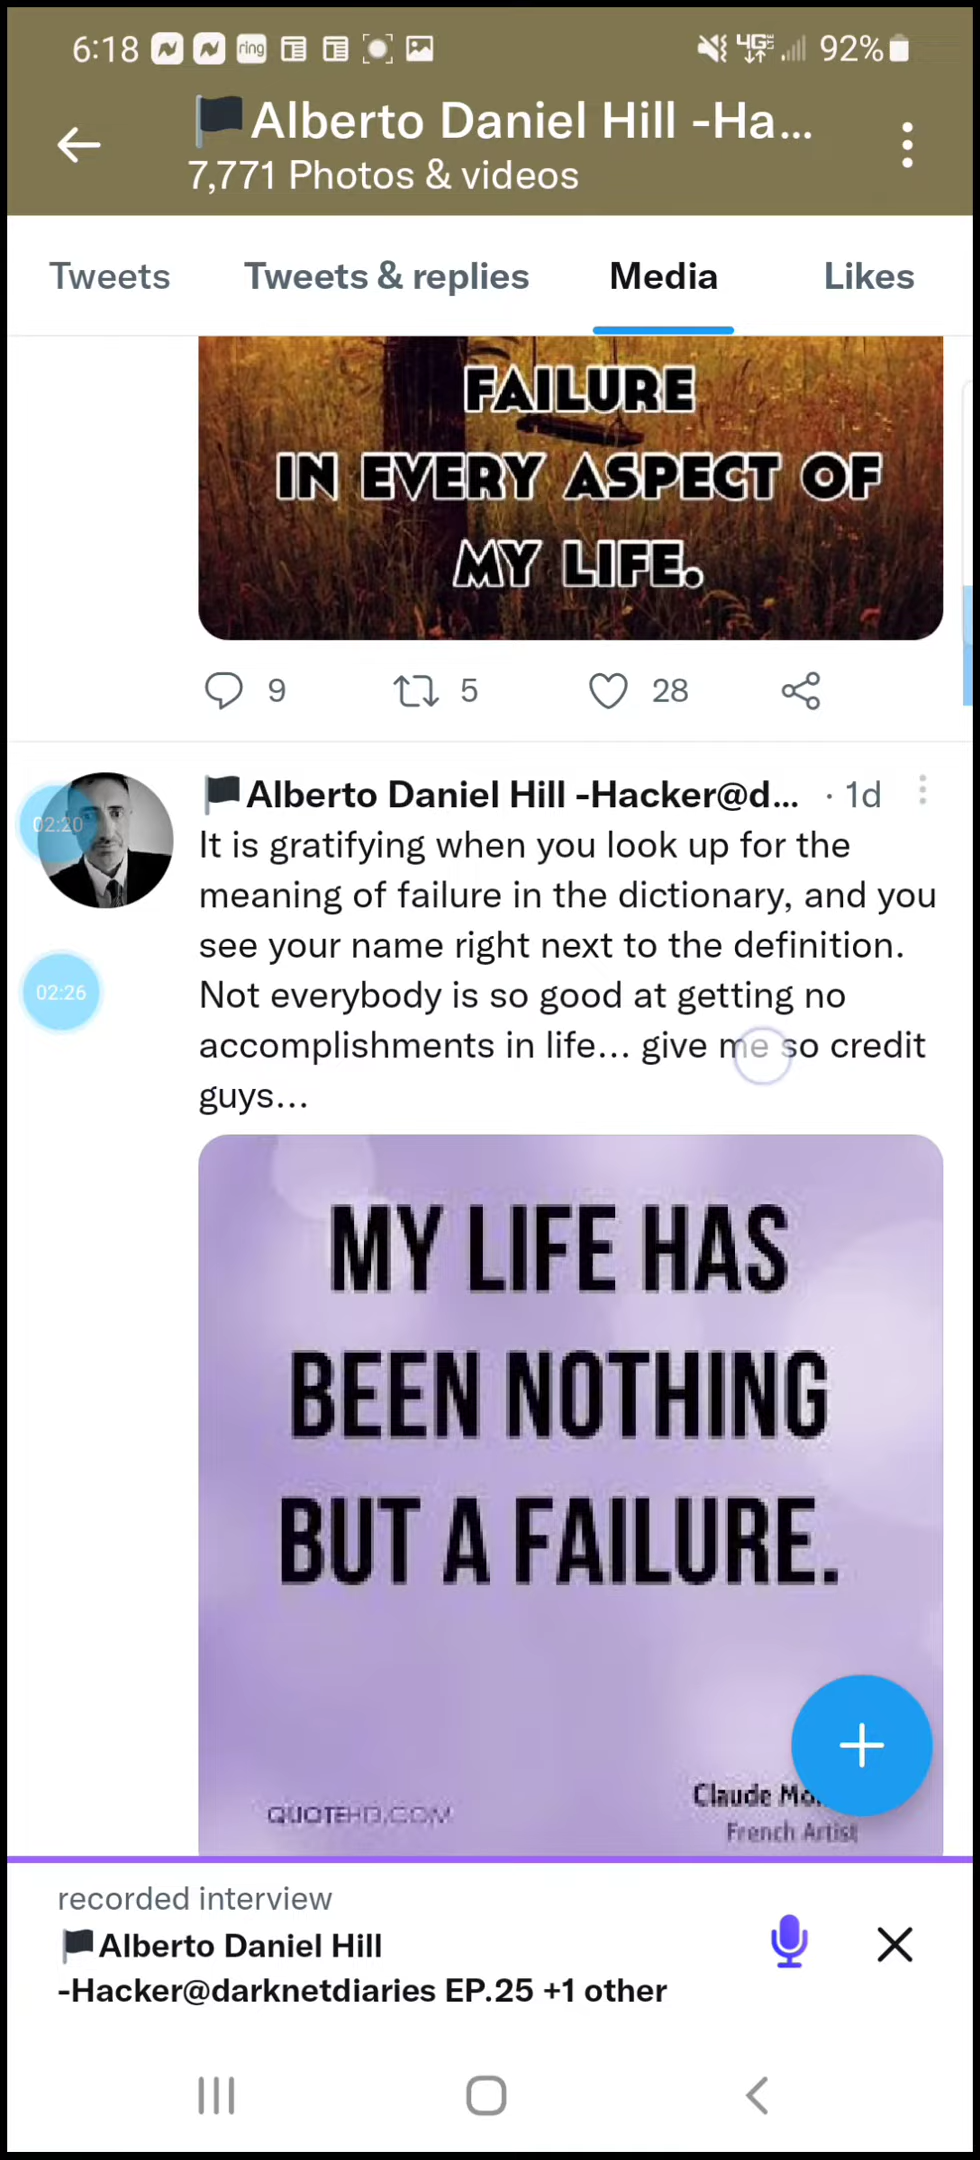 6:18 ring 4G 92%
Alberto Daniel Hill -Ha...
7,771 Photos & videos
Tweets Tweets & replies Media Likes
FAILURE
IN EVERY ASPECT OF
MY LIFE.
9 5 28
Alberto Daniel Hill -Hacker@d... · 1d
02:20
It is gratifying when you look up for the
meaning of failure in the dictionary, and you
see your name right next to the definition.
02:26
Not everybody is so good at getting no
accomplishments in life... give me so credit
guys...
MY LIFE HAS
BEEN NOTHING
BUT A FAILURE.
Claude
QUOTEHD.COM
French Artist
recorded interview
Alberto Daniel Hill
-Hacker@darknetdiaries EP.25 +1 other